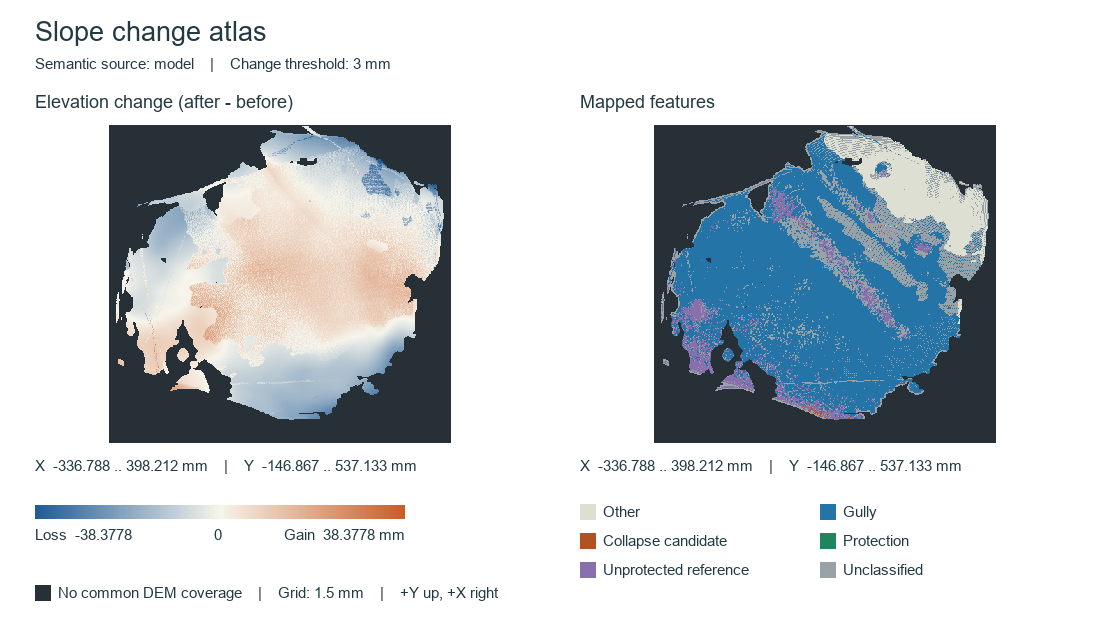 Slope change atlas
Semantic source: model | Change threshold: 3 mm
Elevation change (after - before)
Mapped features
X -336.788 .. 398.212 mm | Y -146.867 .. 537.133 mm
X -336.788 .. 398.212 mm | Y -146.867 .. 537.133 mm
Loss -38.3778 0 Gain 38.3778 mm
Other
Gully
Collapse candidate
Protection
Unprotected reference
Unclassified
No common DEM coverage | Grid: 1.5 mm | +Y up, +X right